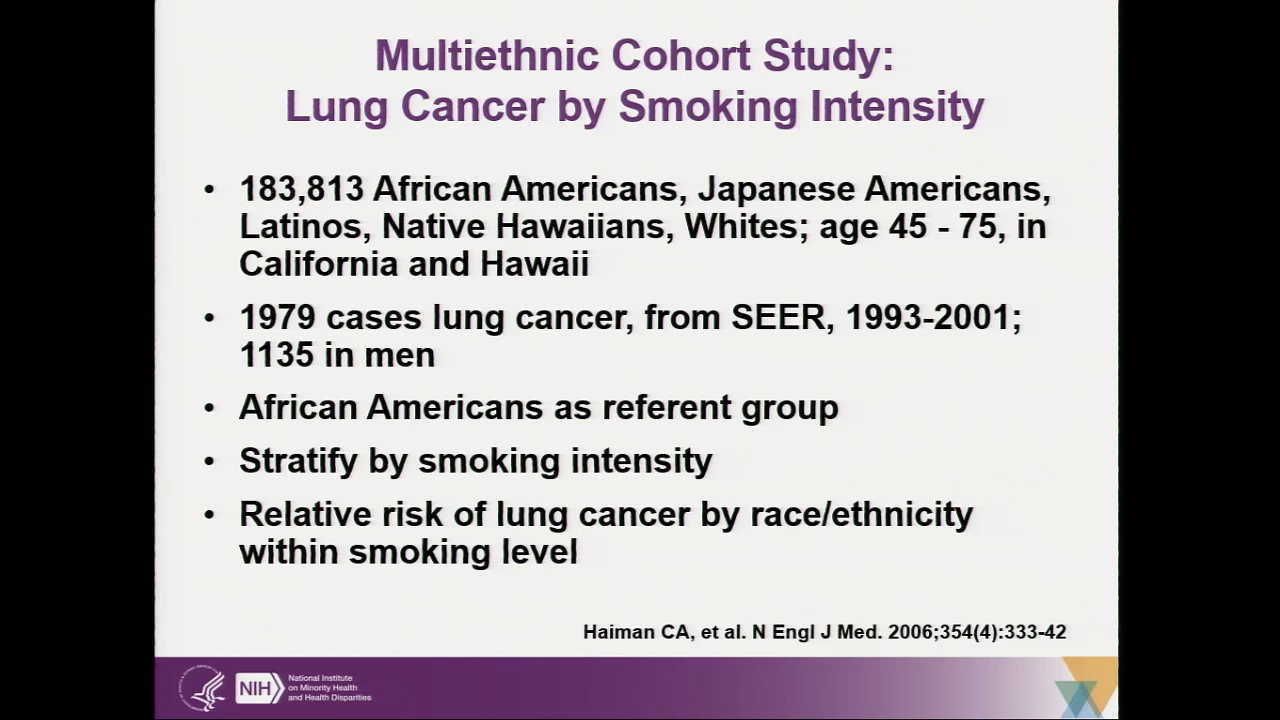 Multiethnic Cohort Study:
Lung Cancer by Smoking Intensity
• 183,813 African Americans, Japanese Americans,
Latinos, Native Hawaiians, Whites; age 45 - 75, in
California and Hawaii
• 1979 cases lung cancer, from SEER, 1993-2001;
1135 in men
• African Americans as referent group
• Stratify by smoking intensity
• Relative risk of lung cancer by race/ethnicity
within smoking level
Haiman CA, et al. N Engl J Med. 2006;354(4):333-42
NIH
National Institute
on Minority Health
and Health Disparities